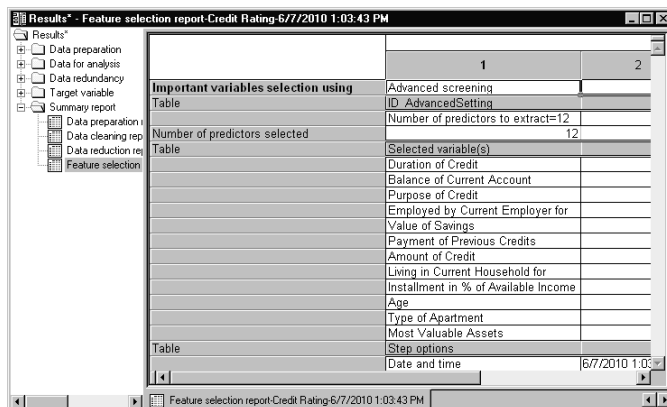 Results* - Feature selection report-Credit Rating-6/7/2010 1:03:43 PM
Results*
Data preparation
Data for analysis
Data redundancy
Target variable
Summary report
Data preparation
Data cleaning rep
Data reduction re
Feature selection
1 2
Important variables selection using Advanced screening
Table ID_AdvancedSetting
Number of predictors to extract=12
Number of predictors selected 12
Table Selected variable(s)
Duration of Credit
Balance of Current Account
Purpose of Credit
Employed by Current Employer for
Value of Savings
Payment of Previous Credits
Amount of Credit
Living in Current Household for
Installment in % of Available Income
Age
Type of Apartment
Most Valuable Assets
Table Step options
Date and time 6/7/2010 1:03
Feature selection report-Credit Rating-6/7/2010 1:03:43 PM